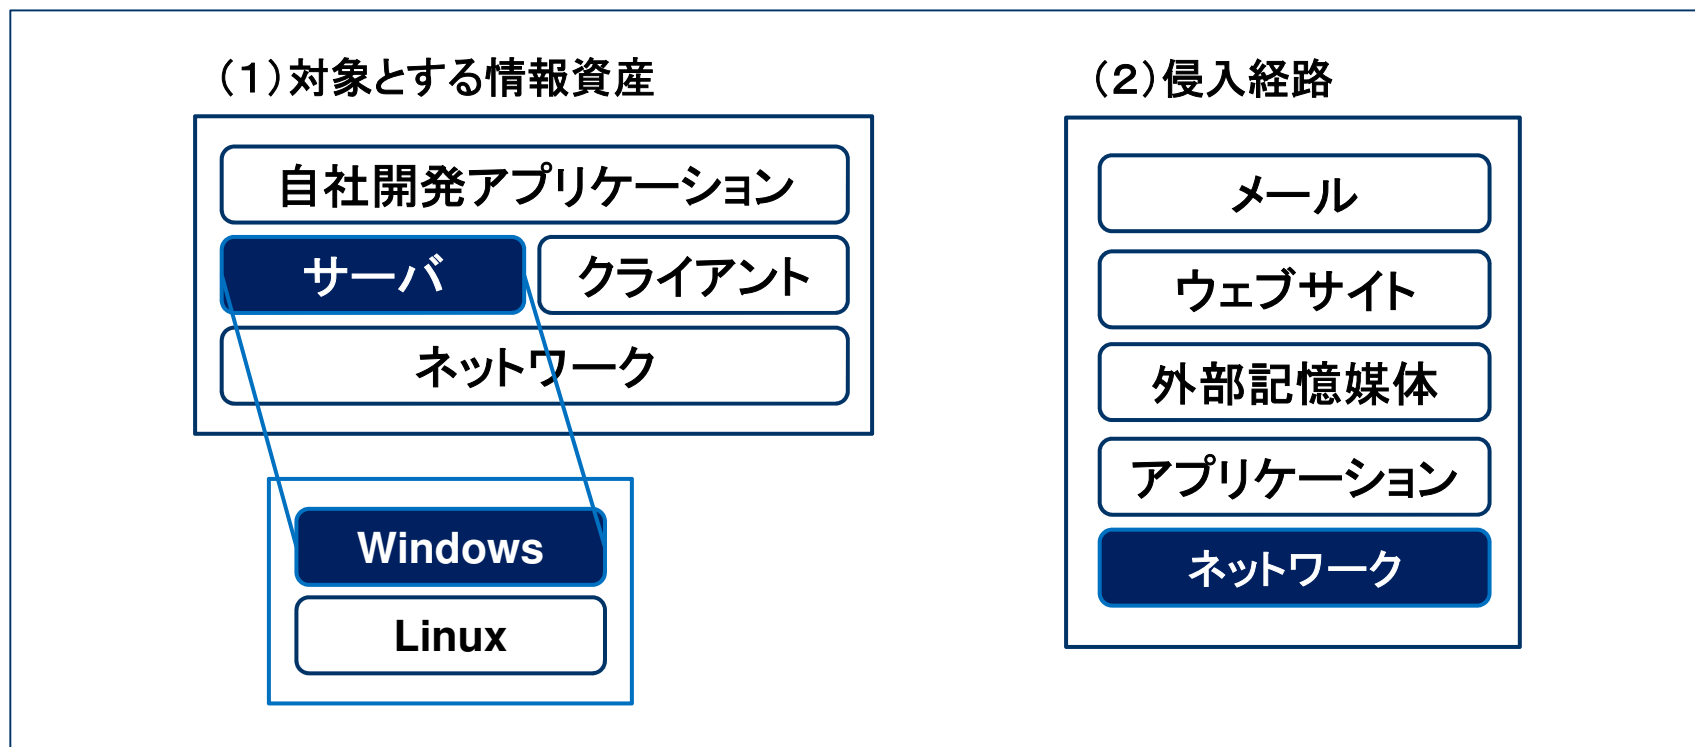 （１）対象とする情報資産
自社開発アプリケーション
サーバ
クライアント
ネットワーク
Windows
Linux
（２）侵入経路
メール
ウェブサイト
外部記憶媒体
アプリケーション
ネットワーク